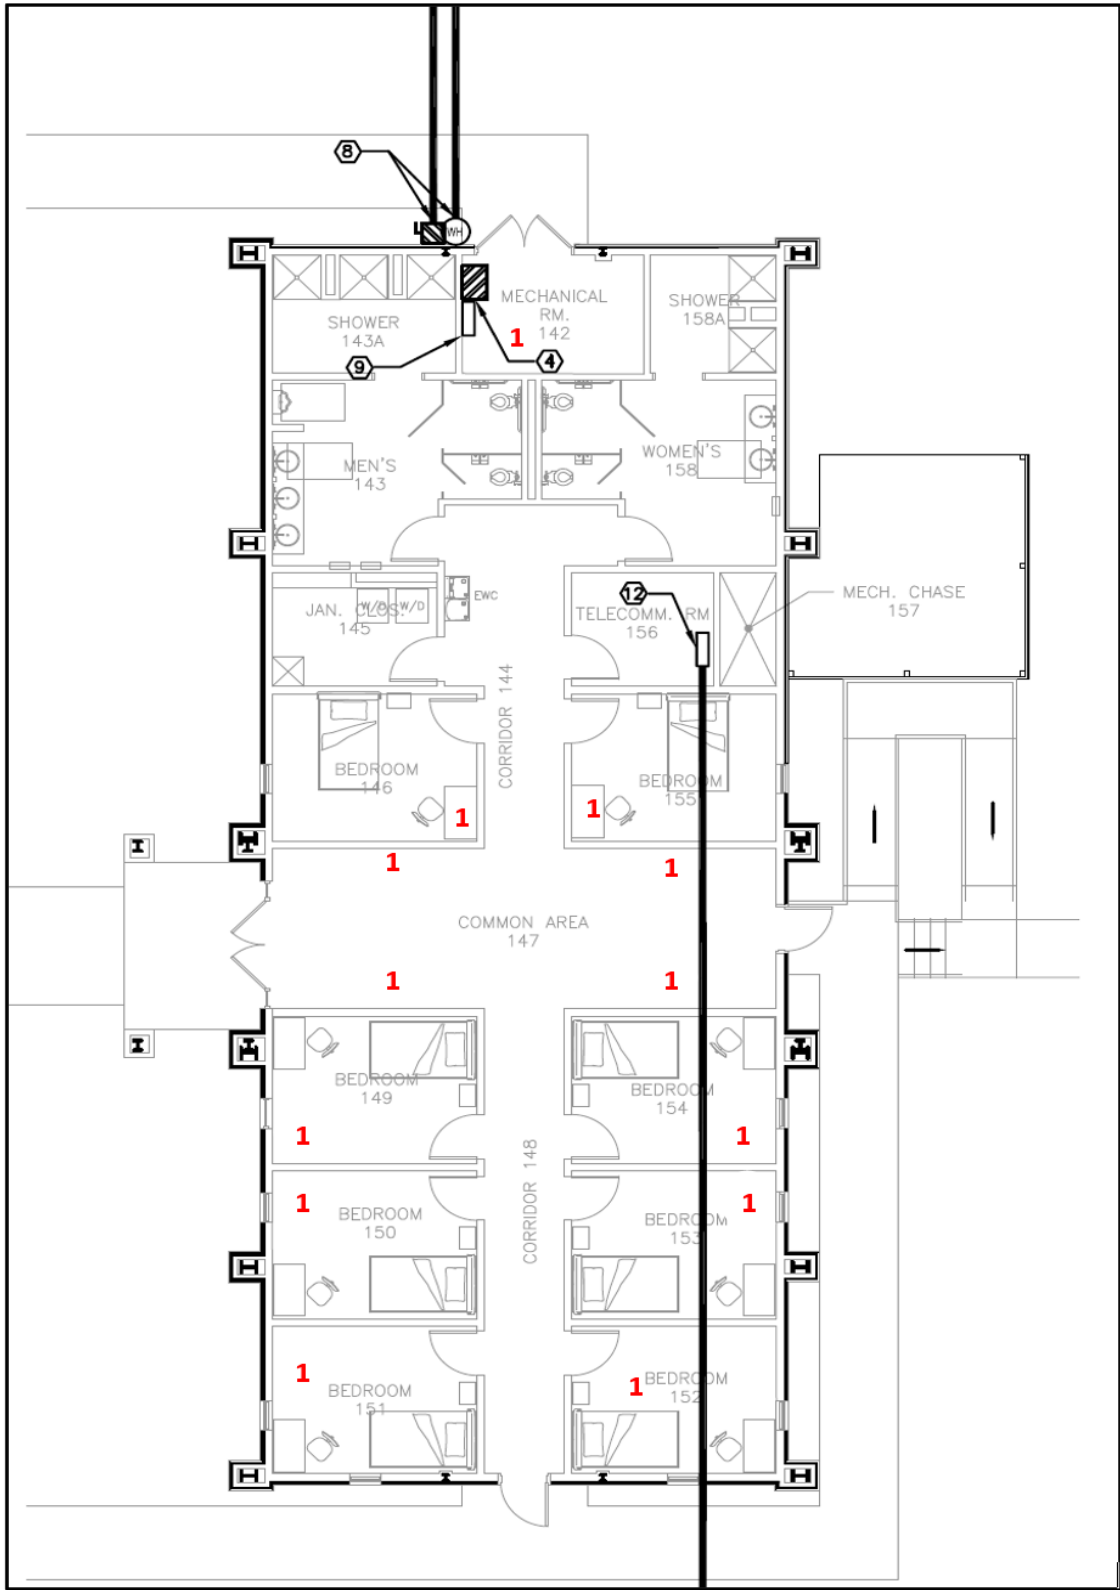 8
WH
MECHANICAL
RM.
142
1
SHOWER
158A
SHOWER
143A
9
4
MEN'S
143
WOMEN'S
158
JAN. CLOS.
145
W/D
W/D
EWC
12
TELECOMM. RM
156
MECH. CHASE
157
CORRIDOR 144
BEDROOM
146
1
BEDROOM
155
1
1
1
COMMON AREA
147
1
1
BEDROOM
149
1
BEDROOM
154
1
CORRIDOR 148
BEDROOM
150
1
BEDROOM
153
1
BEDROOM
151
1
BEDROOM
152
1